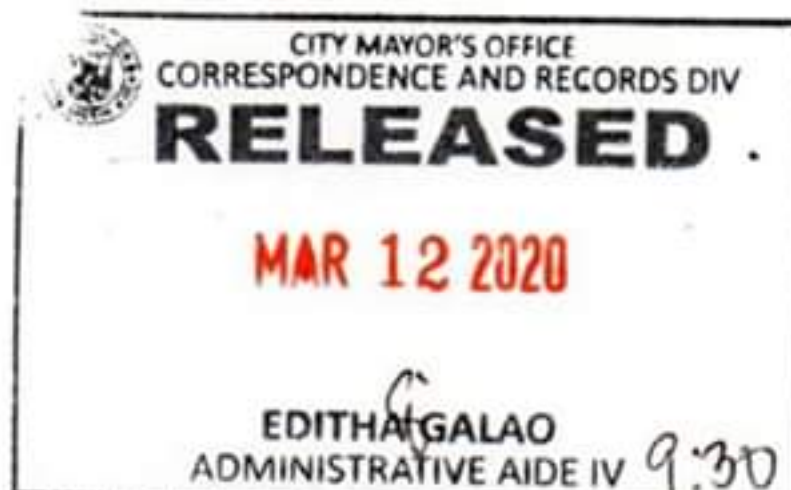 CITY MAYOR'S OFFICE
CORRESPONDENCE AND RECORDS DIV
RELEASED
MAR 12 2020
EDITHA GALAO
ADMINISTRATIVE AIDE IV 9:30